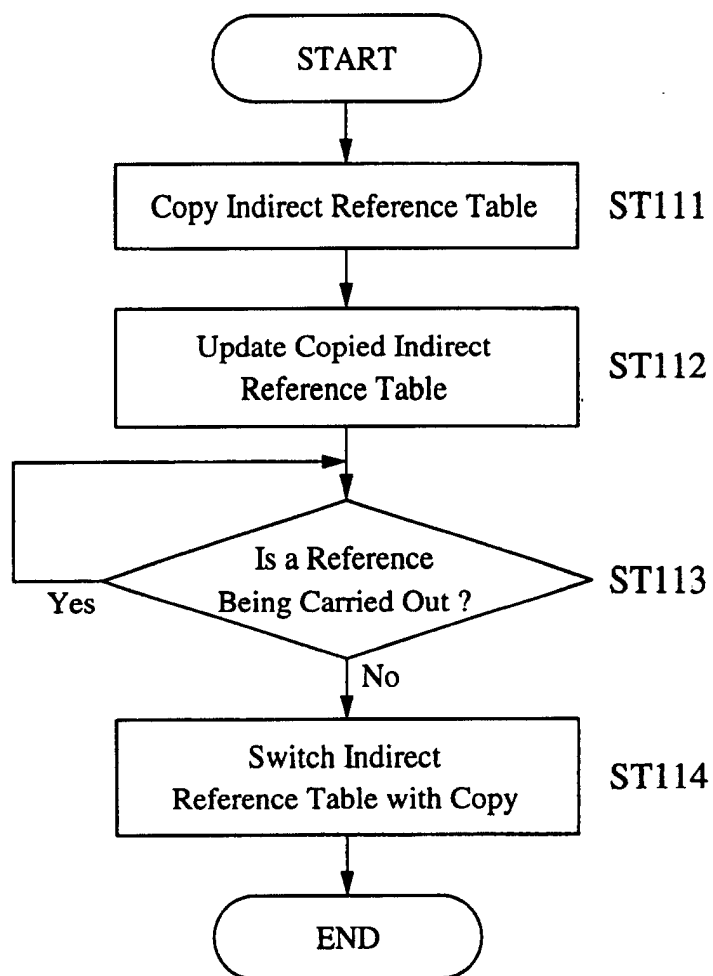 START
Copy Indirect Reference Table
ST111
Update Copied Indirect
Reference Table
ST112
Is a Reference
Being Carried Out ?
ST113
Yes
No
Switch Indirect
Reference Table with Copy
ST114
END